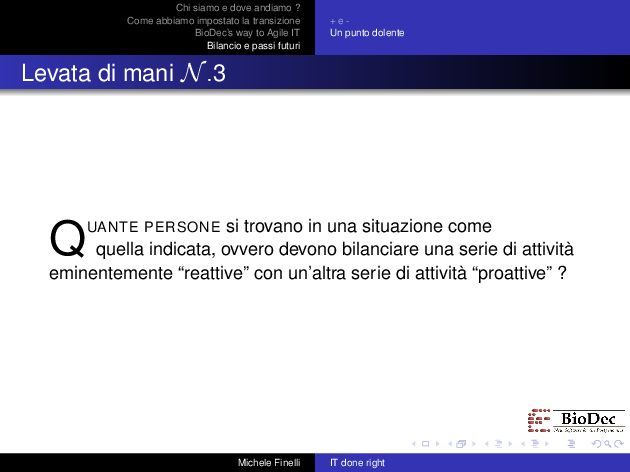 Chi siamo e dove andiamo ?
Come abbiamo impostato la transizione
BioDec's way to Agile IT
Bilancio e passi futuri
+ e -
Un punto dolente
Levata di mani N.3
QUANTE PERSONE si trovano in una situazione come
quella indicata, ovvero devono bilanciare una serie di attività
eminentemente “reattive” con un'altra serie di attività “proattive” ?
BioDec
Michele Finelli
IT done right